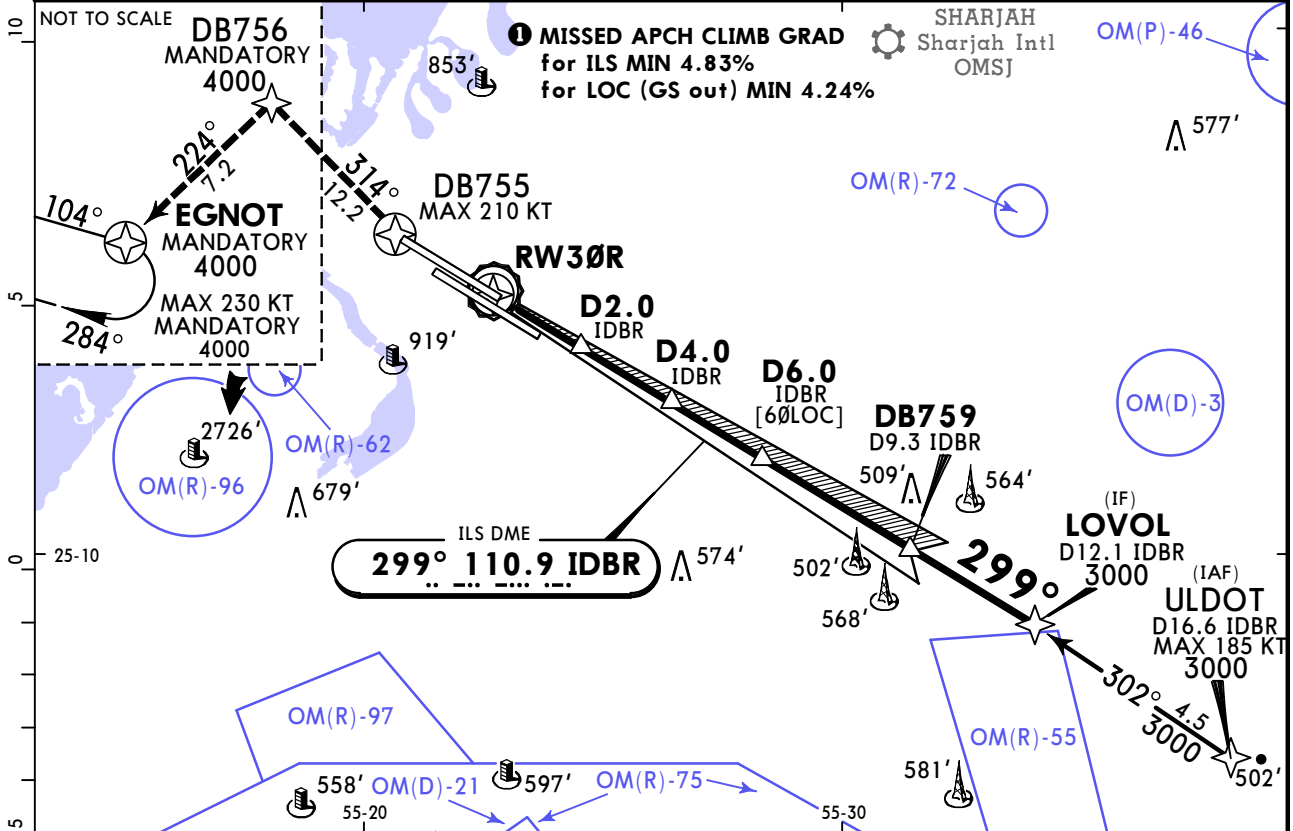 NOT TO SCALE
DB756
MANDATORY
4000
224°
7.2
104°
EGNOT
MANDATORY
4000
MAX 230 KT
MANDATORY
4000
284°
314°
12.2
❶ MISSED APCH CLIMB GRAD
for ILS MIN 4.83%
for LOC (GS out) MIN 4.24%
SHARJAH
Sharjah Intl
OMSJ
OM(P)-46
853'
577'
OM(R)-72
DB755
MAX 210 KT
RW3ØR
D2.0
IDBR
D4.0
IDBR
D6.0
IDBR
[6ØLOC]
DB759
D9.3 IDBR
OM(D)-3
919'
2726'
OM(R)-62
OM(R)-96
679'
509'
564'
(IF)
LOVOL
D12.1 IDBR
3000
299°
(IAF)
ULDOT
D16.6 IDBR
MAX 185 KT
3000
ILS DME
299° 110.9 IDBR
574'
502'
568'
302°
4.5
3000
502'
OM(R)-97
OM(R)-55
581'
558'
OM(D)-21
597'
OM(R)-75
55-20
55-30
25-10
10
5
0
5